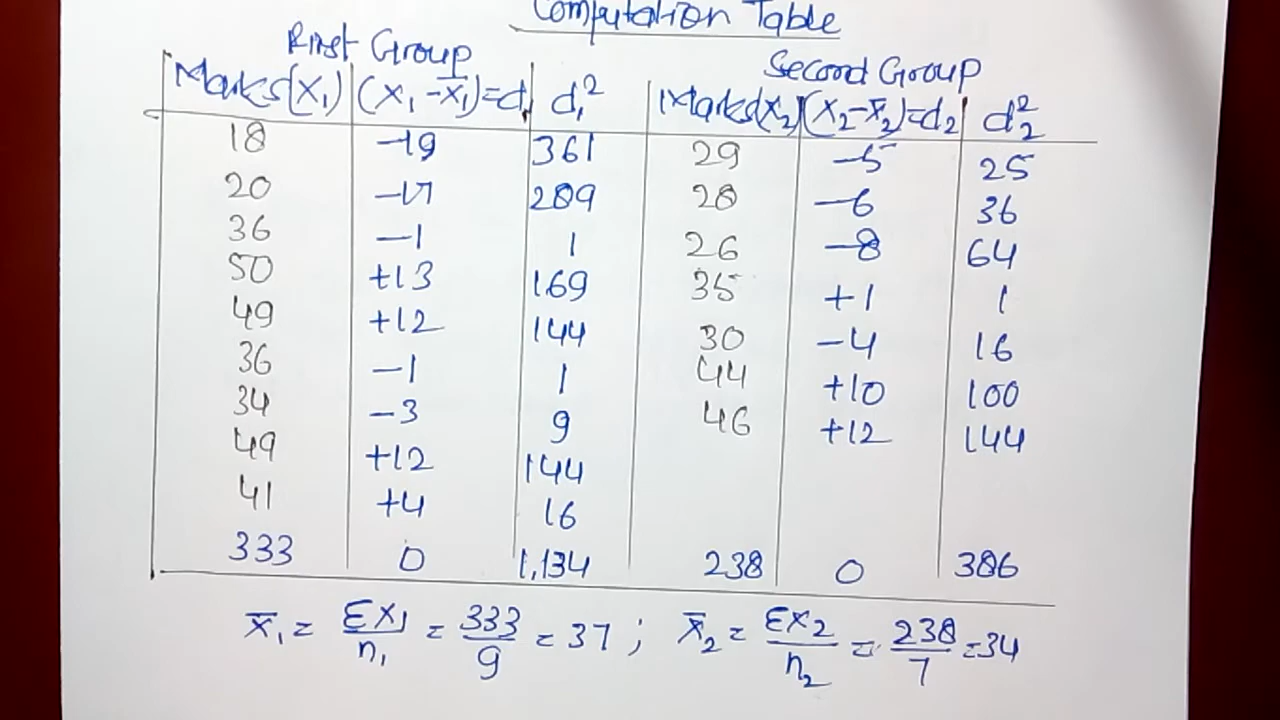 Computation Table
First Group
Second Group
Marks(X₁) (X₁-X̄₁)=d₁ d₁² Marks(X₂) (X₂-X̄₂)=d₂ d₂²
18 -19 361 29 -5 25
20 -17 289 28 -6 36
36 -1 1 26 -8 64
50 +13 169 35 +1 1
49 +12 144 30 -4 16
36 -1 1 44 +10 100
34 -3 9 46 +12 144
49 +12 144
41 +4 16
333 0 1,134 238 0 386
X̄₁ = ΣX₁/n₁ = 333/9 = 37 ; X̄₂ = ΣX₂/n₂ = 238/7 = 34